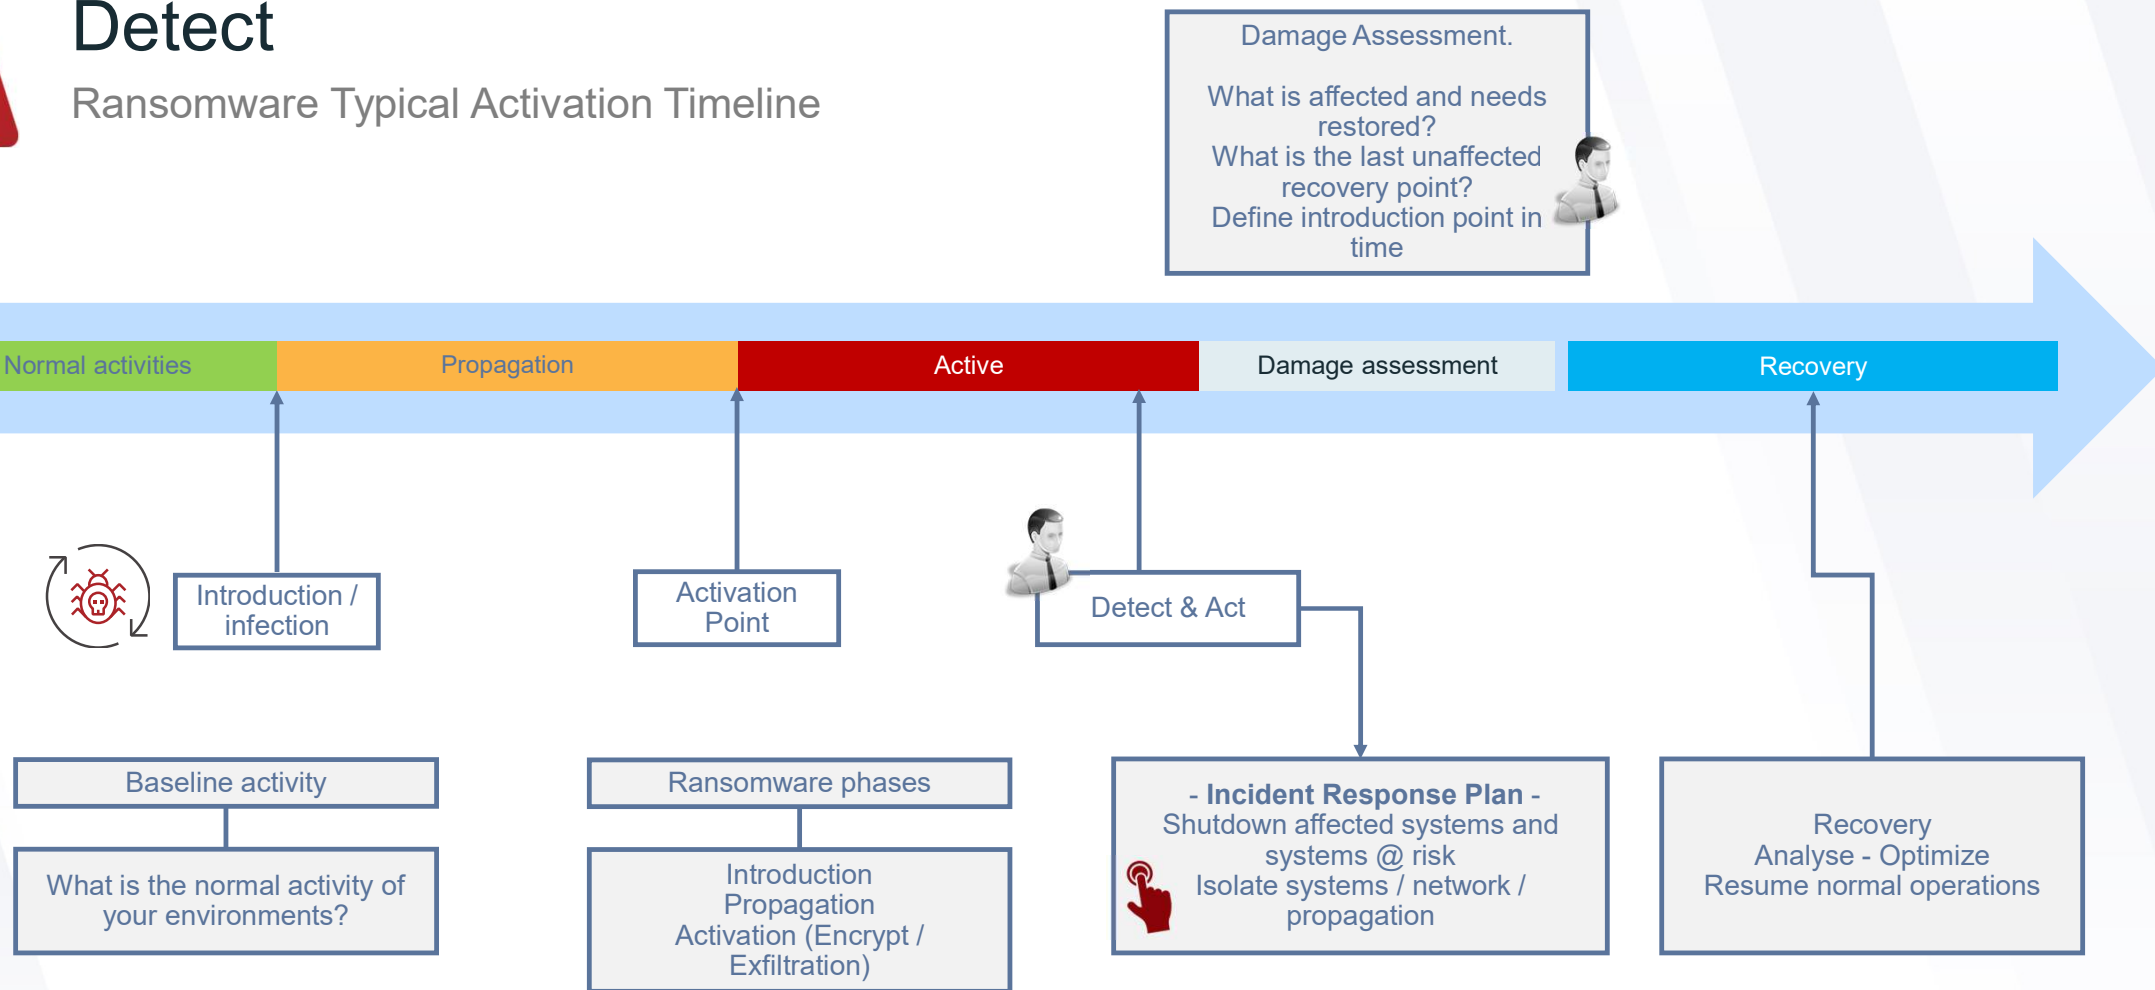 Detect
Ransomware Typical Activation Timeline
Damage Assessment.
What is affected and needs
restored?
What is the last unaffected
recovery point?
Define introduction point in
time
Normal activities
Propagation
Active
Damage assessment
Recovery
Introduction /
infection
Activation
Point
Detect & Act
Baseline activity
What is the normal activity of
your environments?
Ransomware phases
Introduction
Propagation
Activation (Encrypt /
Exfiltration)
- Incident Response Plan -
Shutdown affected systems and
systems @ risk
Isolate systems / network /
propagation
Recovery
Analyse - Optimize
Resume normal operations